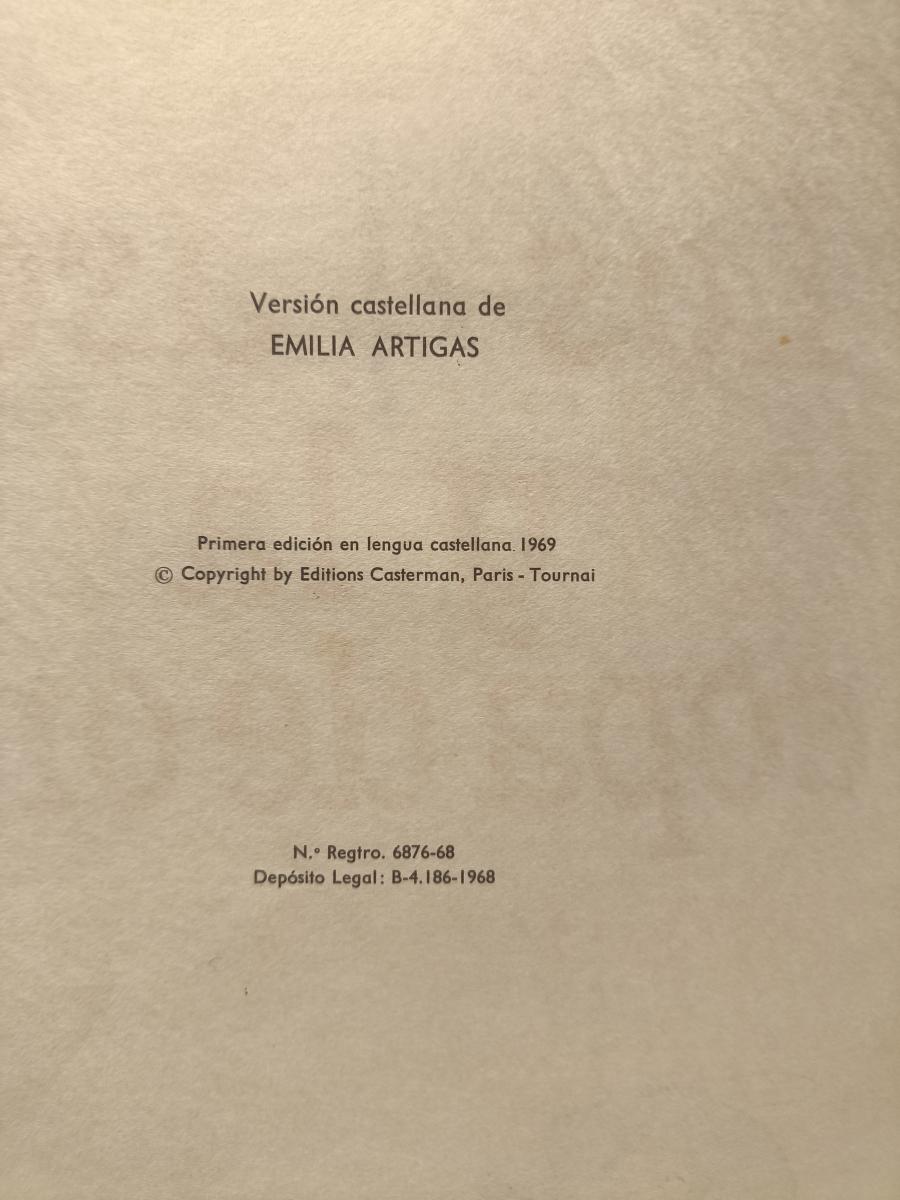 Versión castellana de
EMILIA ARTIGAS
Primera edición en lengua castellana. 1969
© Copyright by Editions Casterman, Paris - Tournai
N.º Regtro. 6876-68
Depósito Legal: B-4.186-1968